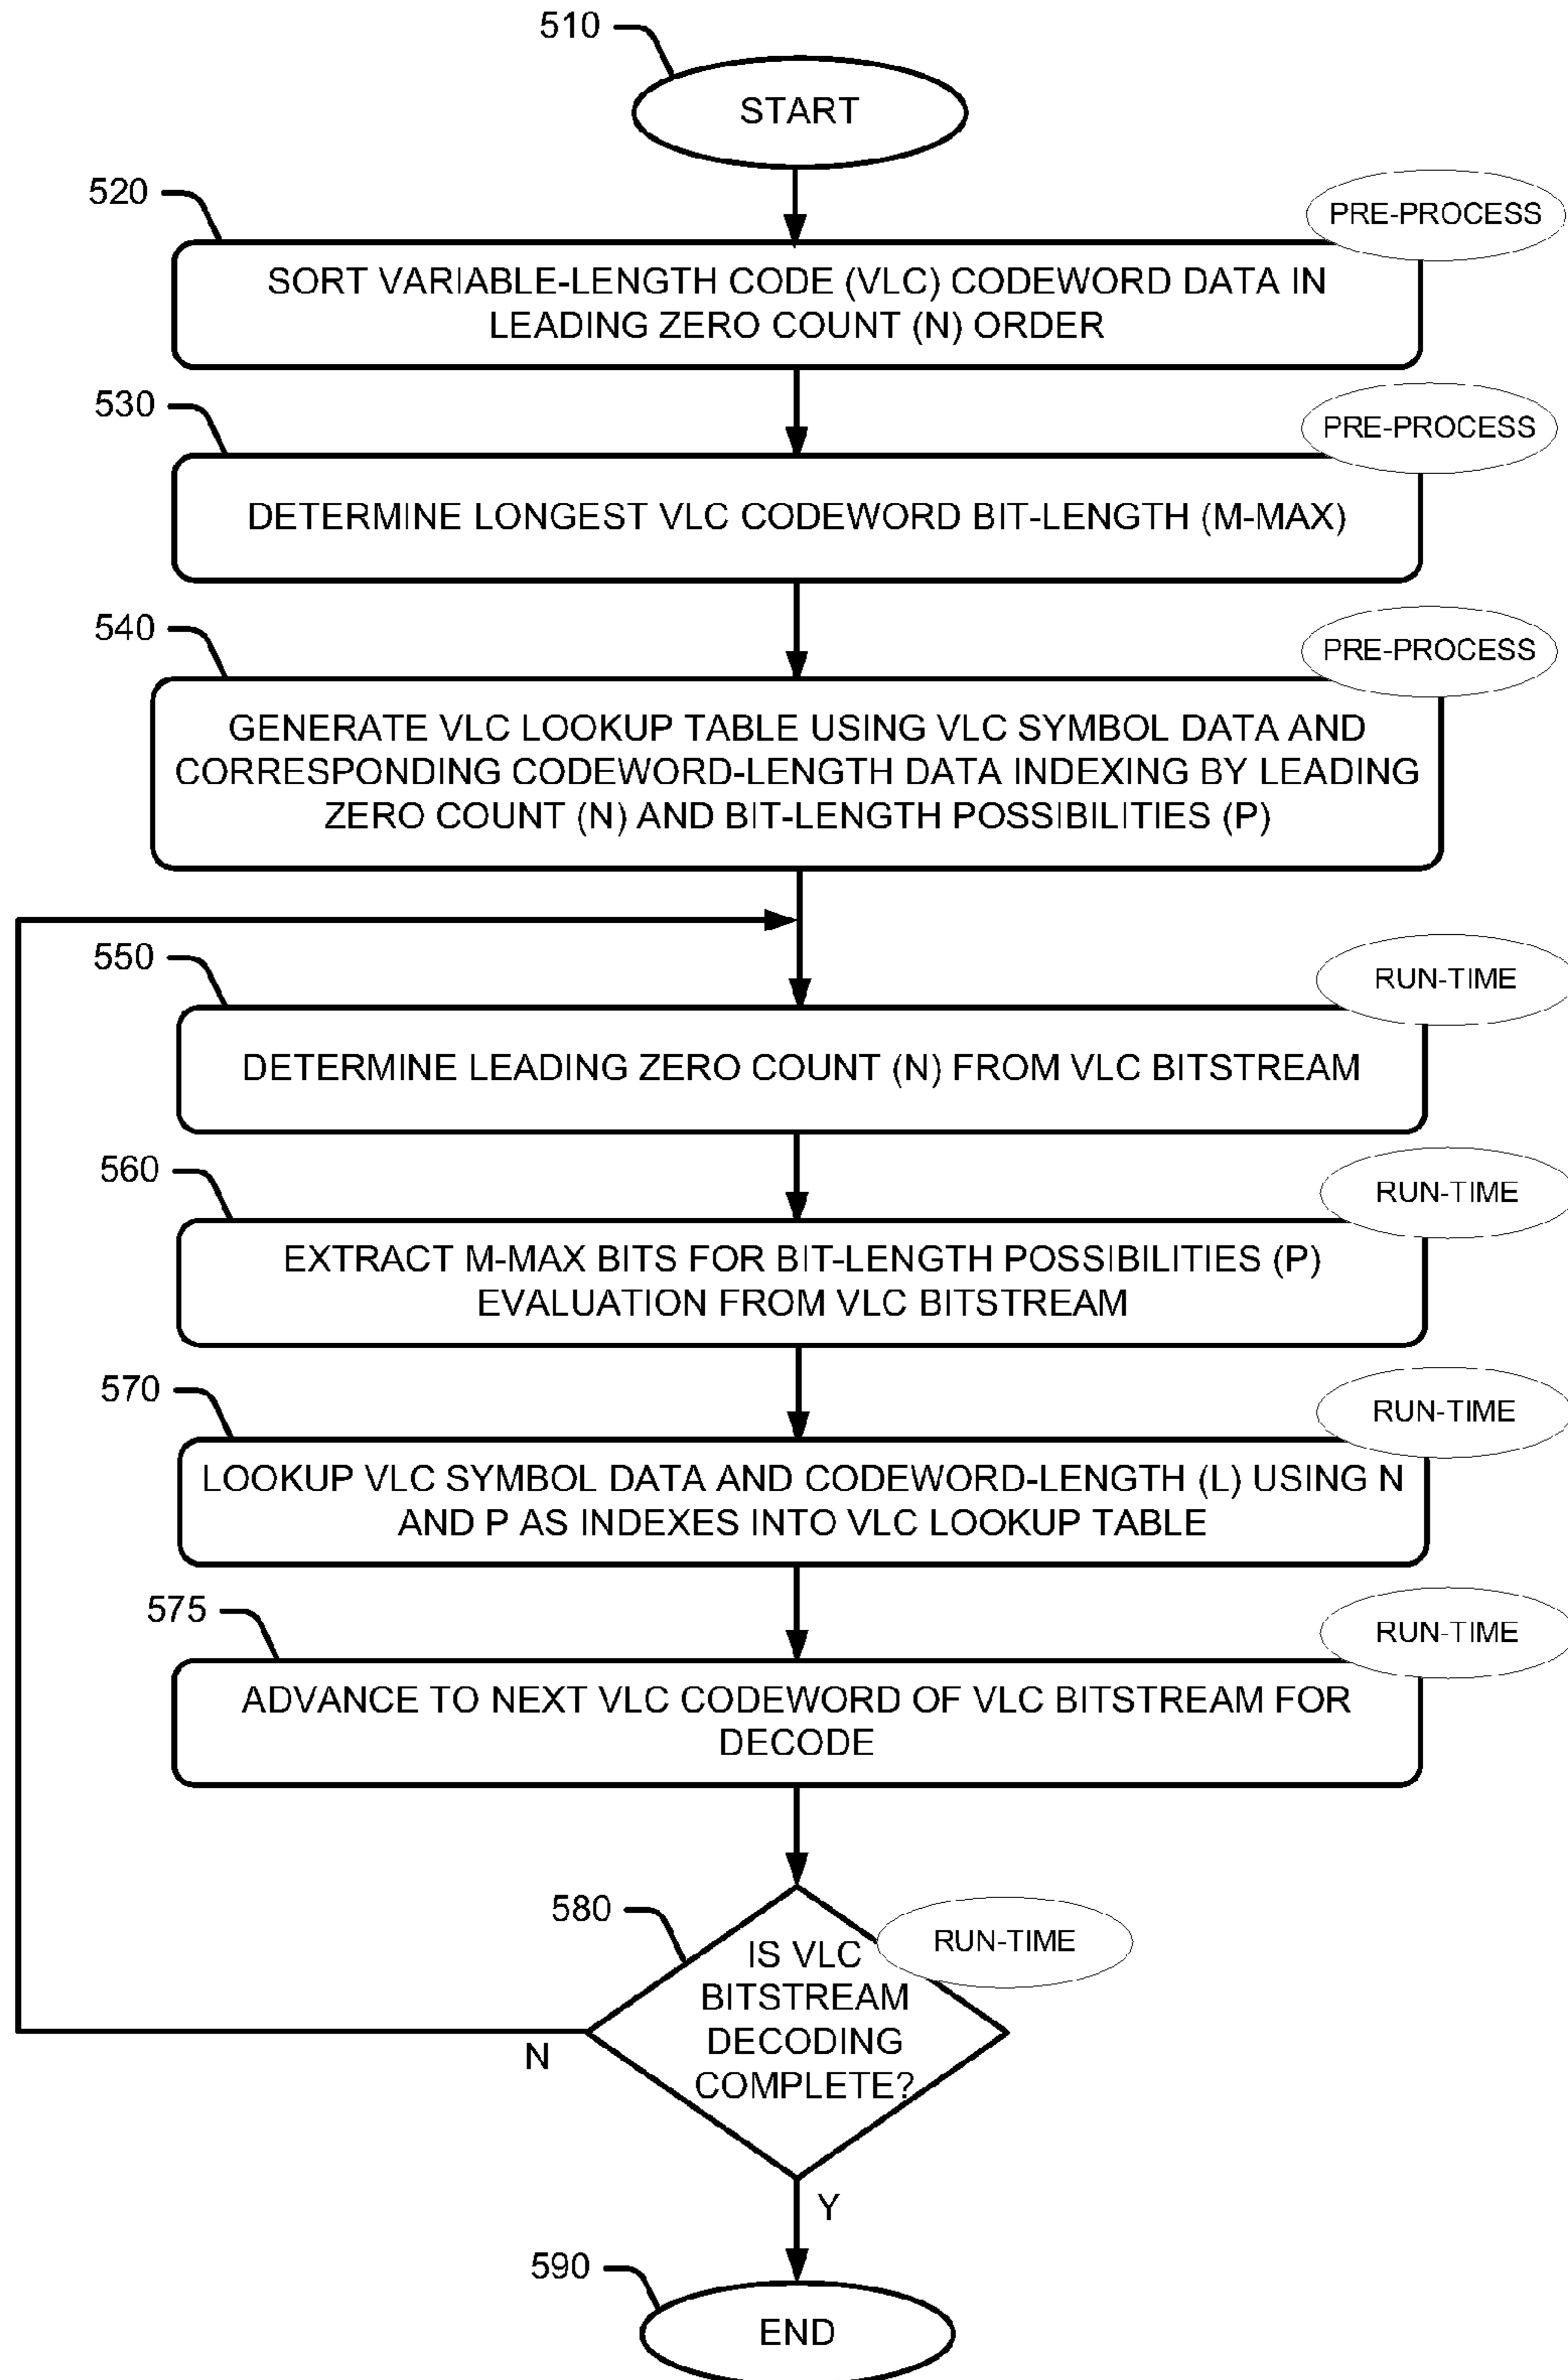 510
START
520
PRE-PROCESS
SORT VARIABLE-LENGTH CODE (VLC) CODEWORD DATA IN
LEADING ZERO COUNT (N) ORDER
530
PRE-PROCESS
DETERMINE LONGEST VLC CODEWORD BIT-LENGTH (M-MAX)
540
PRE-PROCESS
GENERATE VLC LOOKUP TABLE USING VLC SYMBOL DATA AND
CORRESPONDING CODEWORD-LENGTH DATA INDEXING BY LEADING
ZERO COUNT (N) AND BIT-LENGTH POSSIBILITIES (P)
550
RUN-TIME
DETERMINE LEADING ZERO COUNT (N) FROM VLC BITSTREAM
560
RUN-TIME
EXTRACT M-MAX BITS FOR BIT-LENGTH POSSIBILITIES (P)
EVALUATION FROM VLC BITSTREAM
570
RUN-TIME
LOOKUP VLC SYMBOL DATA AND CODEWORD-LENGTH (L) USING N
AND P AS INDEXES INTO VLC LOOKUP TABLE
575
RUN-TIME
ADVANCE TO NEXT VLC CODEWORD OF VLC BITSTREAM FOR
DECODE
580
RUN-TIME
IS VLC
BITSTREAM
DECODING
COMPLETE?
N
Y
590
END